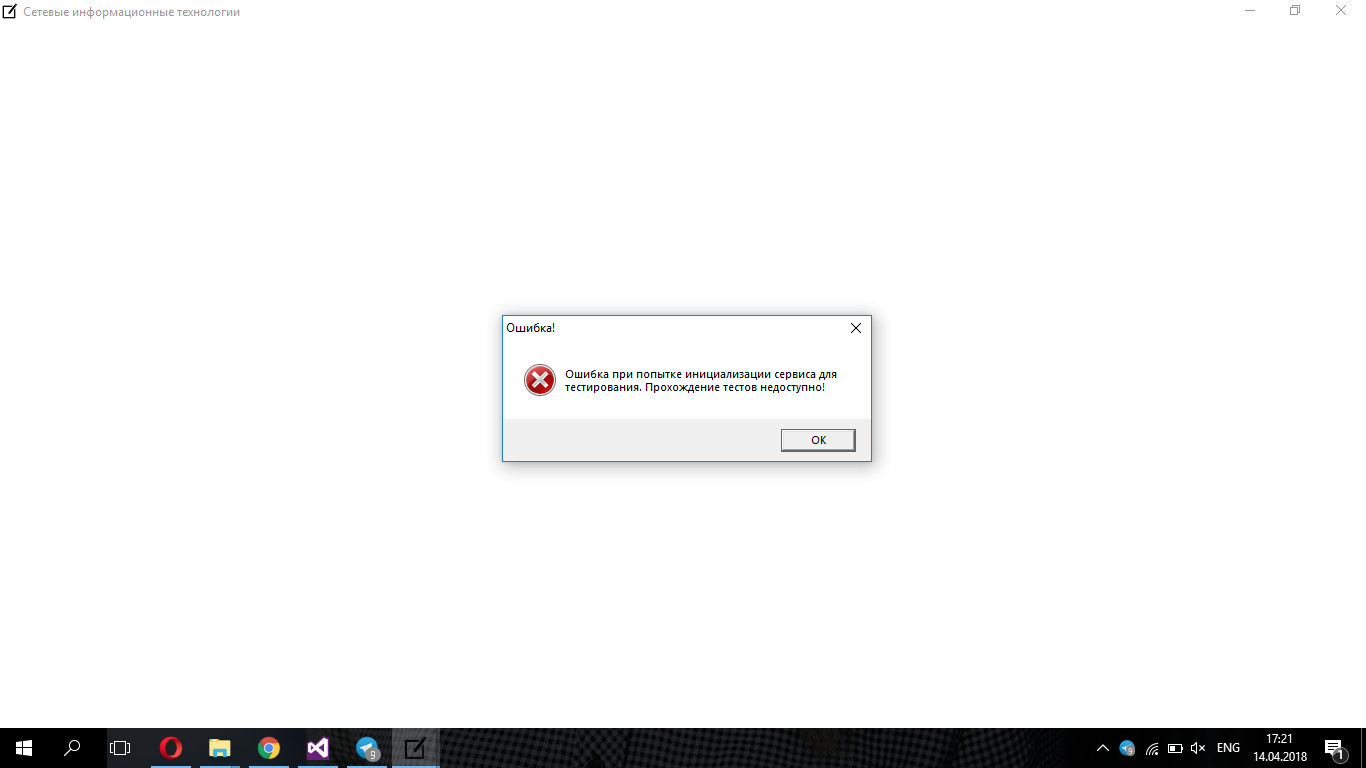 Сетевые информационные технологии
Ошибка!
Ошибка при попытке инициализации сервиса для
тестирования. Прохождение тестов недоступно!
OK
9
9
ENG
17:21
14.04.2018
1